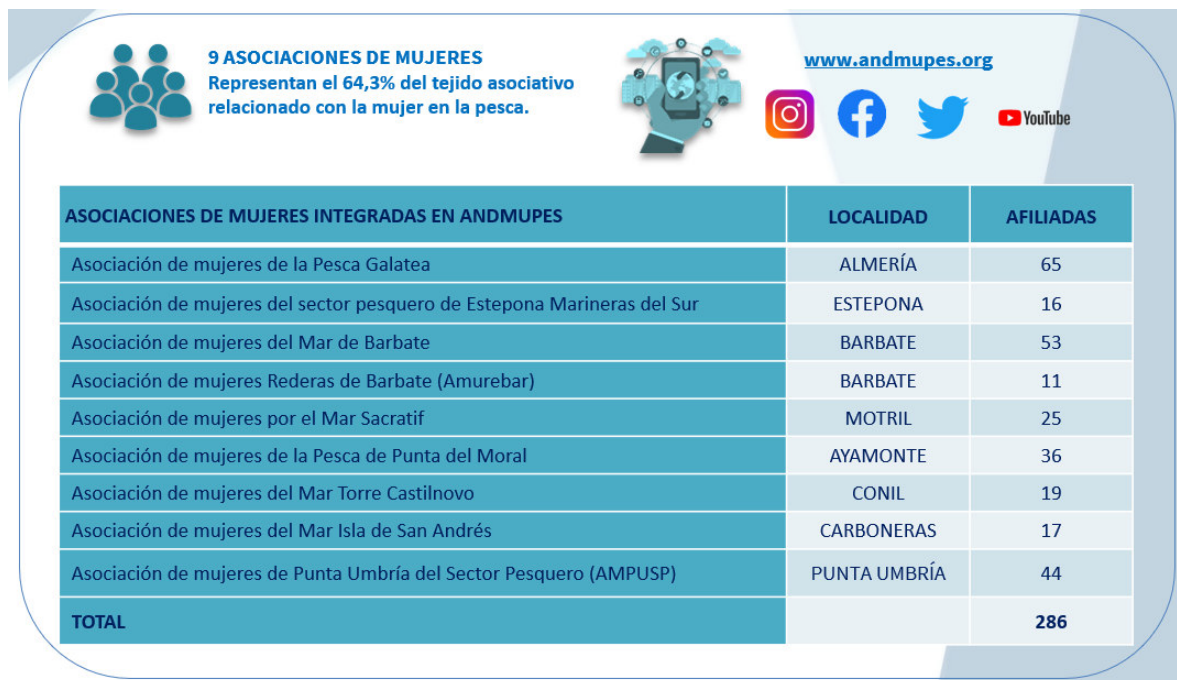 9 ASOCIACIONES DE MUJERES
Representan el 64,3% del tejido asociativo
relacionado con la mujer en la pesca.
www.andmupes.org
YouTube
ASOCIACIONES DE MUJERES INTEGRADAS EN ANDMUPES LOCALIDAD AFILIADAS
Asociación de mujeres de la Pesca Galatea ALMERÍA 65
Asociación de mujeres del sector pesquero de Estepona Marineras del Sur ESTEPONA 16
Asociación de mujeres del Mar de Barbate BARBATE 53
Asociación de mujeres Rederas de Barbate (Amurebar) BARBATE 11
Asociación de mujeres por el Mar Sacratif MOTRIL 25
Asociación de mujeres de la Pesca de Punta del Moral AYAMONTE 36
Asociación de mujeres del Mar Torre Castilnovo CONIL 19
Asociación de mujeres del Mar Isla de San Andrés CARBONERAS 17
Asociación de mujeres de Punta Umbría del Sector Pesquero (AMPUSP) PUNTA UMBRÍA 44
TOTAL 286